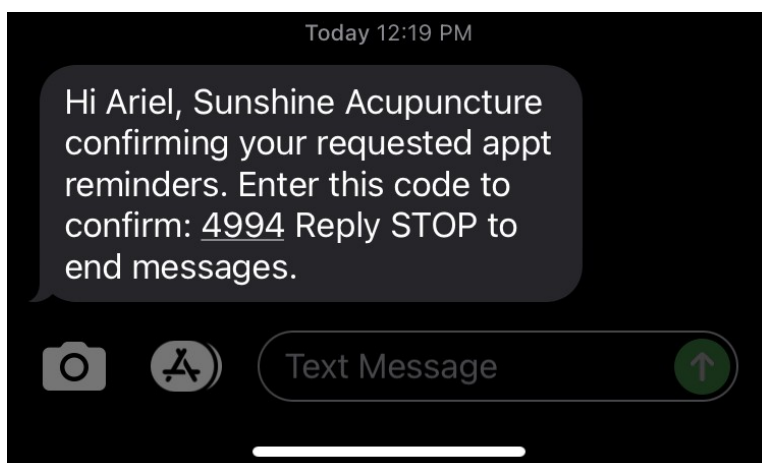 Today 12:19 PM
Hi Ariel, Sunshine Acupuncture
confirming your requested appt
reminders. Enter this code to
confirm: 4994 Reply STOP to
end messages.
Text Message